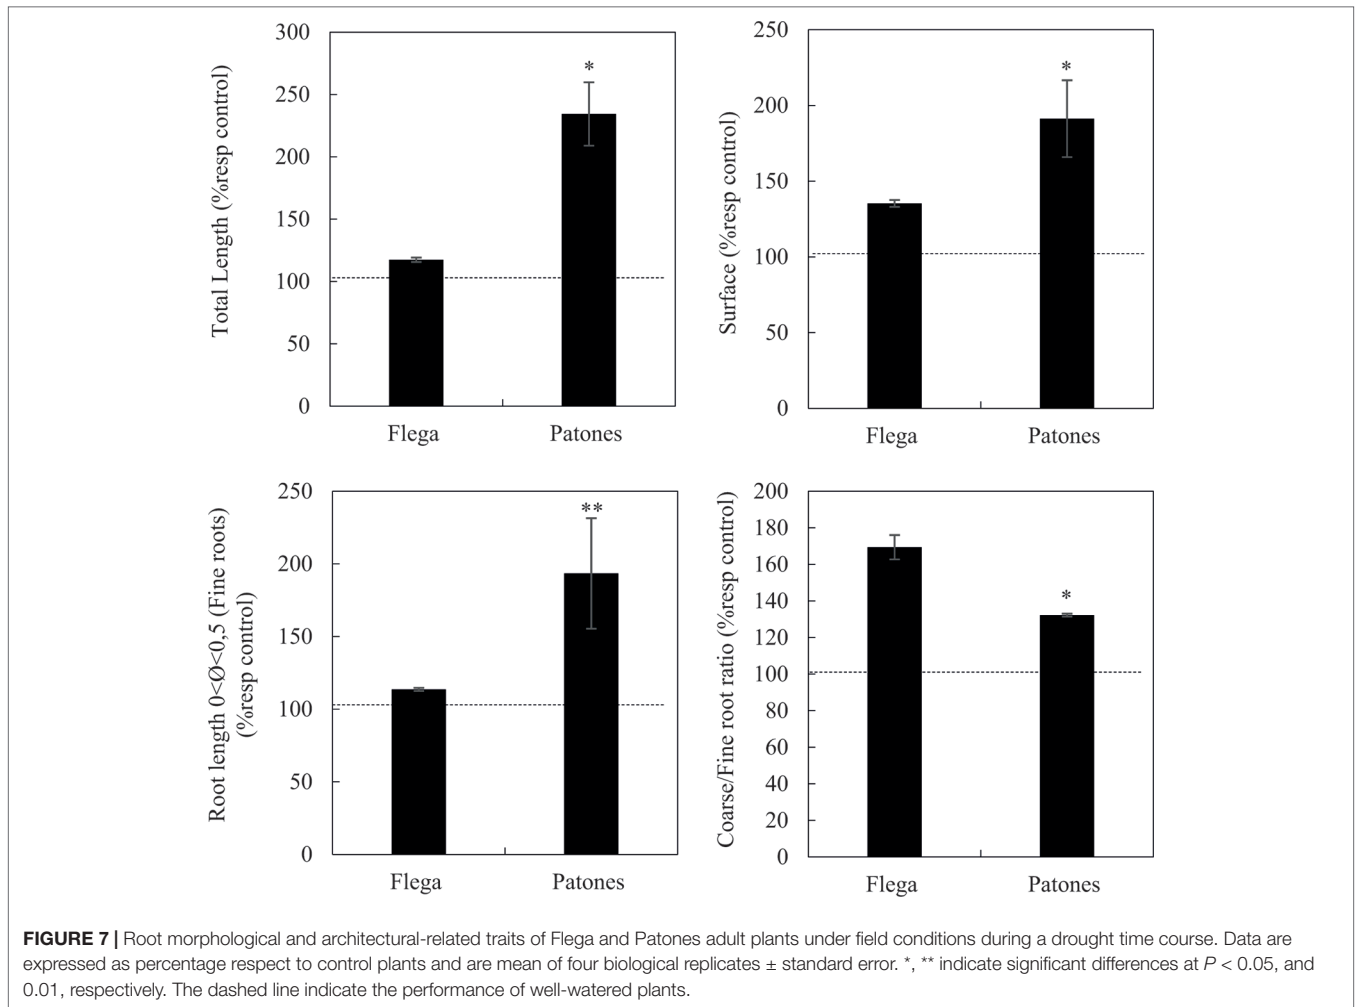 Total Length (%resp control)
300
250
200
150
100
50
0
*
Flega
Patones
Surface (%resp control)
250
200
150
100
50
0
*
Flega
Patones
Root length 0<Ø<0,5 (Fine roots)
(%resp control)
250
200
150
100
50
0
**
Flega
Patones
Coarse/Fine root ratio (%resp control)
200
180
160
140
120
100
80
60
40
20
0
*
Flega
Patones
FIGURE 7 | Root morphological and architectural-related traits of Flega and Patones adult plants under field conditions during a drought time course. Data are
expressed as percentage respect to control plants and are mean of four biological replicates ± standard error. *, ** indicate significant differences at P < 0.05, and
0.01, respectively. The dashed line indicate the performance of well-watered plants.